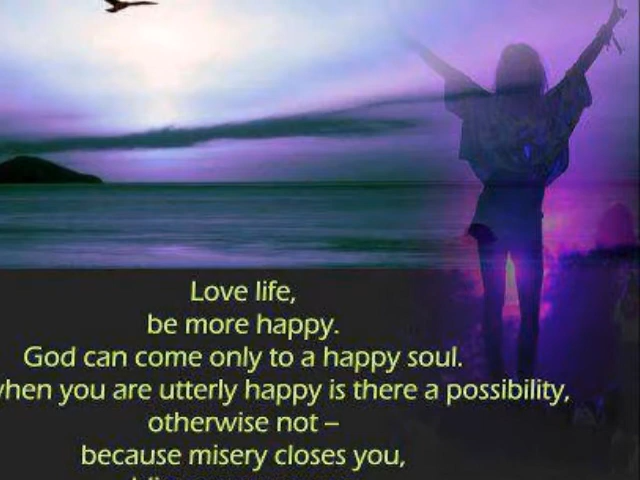 Love life,
be more happy.
God can come only to a happy soul.
when you are utterly happy is there a possibility,
otherwise not –
because misery closes you,